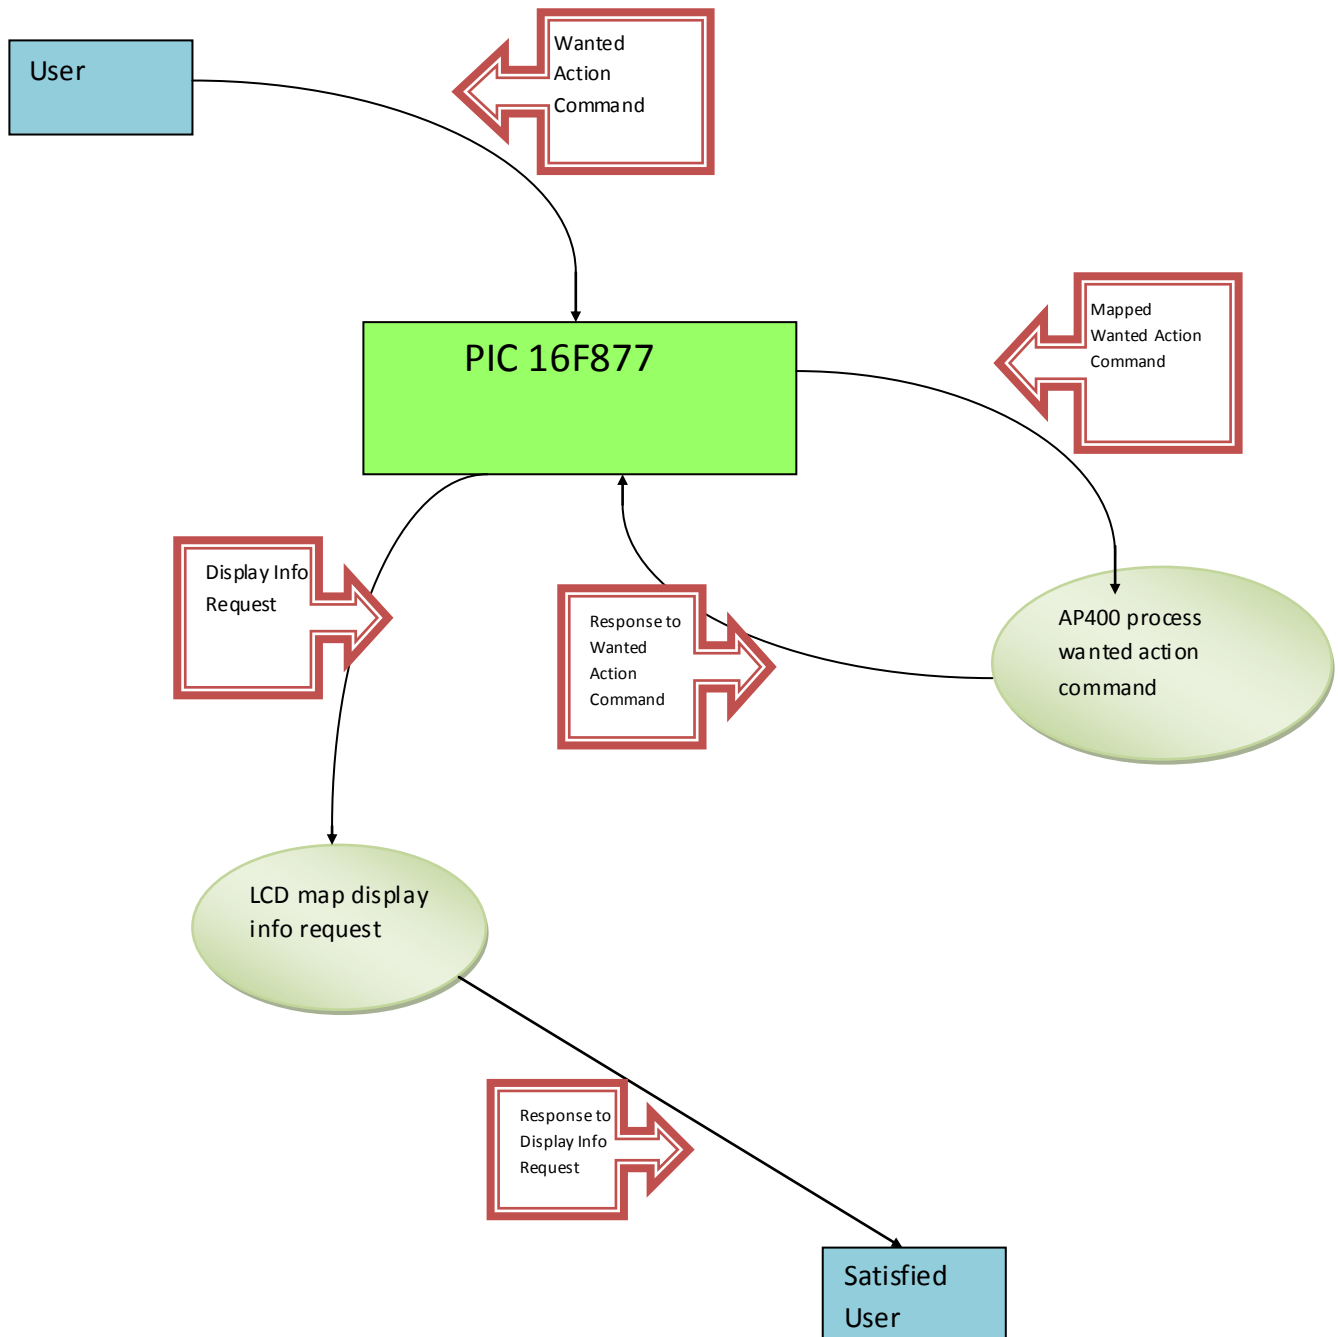 User
Wanted
Action
Command
PIC 16F877
Mapped
Wanted Action
Command
Display Info
Request
Response to
Wanted
Action
Command
AP400 process
wanted action
command
LCD map display
info request
Response to
Display Info
Request
Satisfied
User